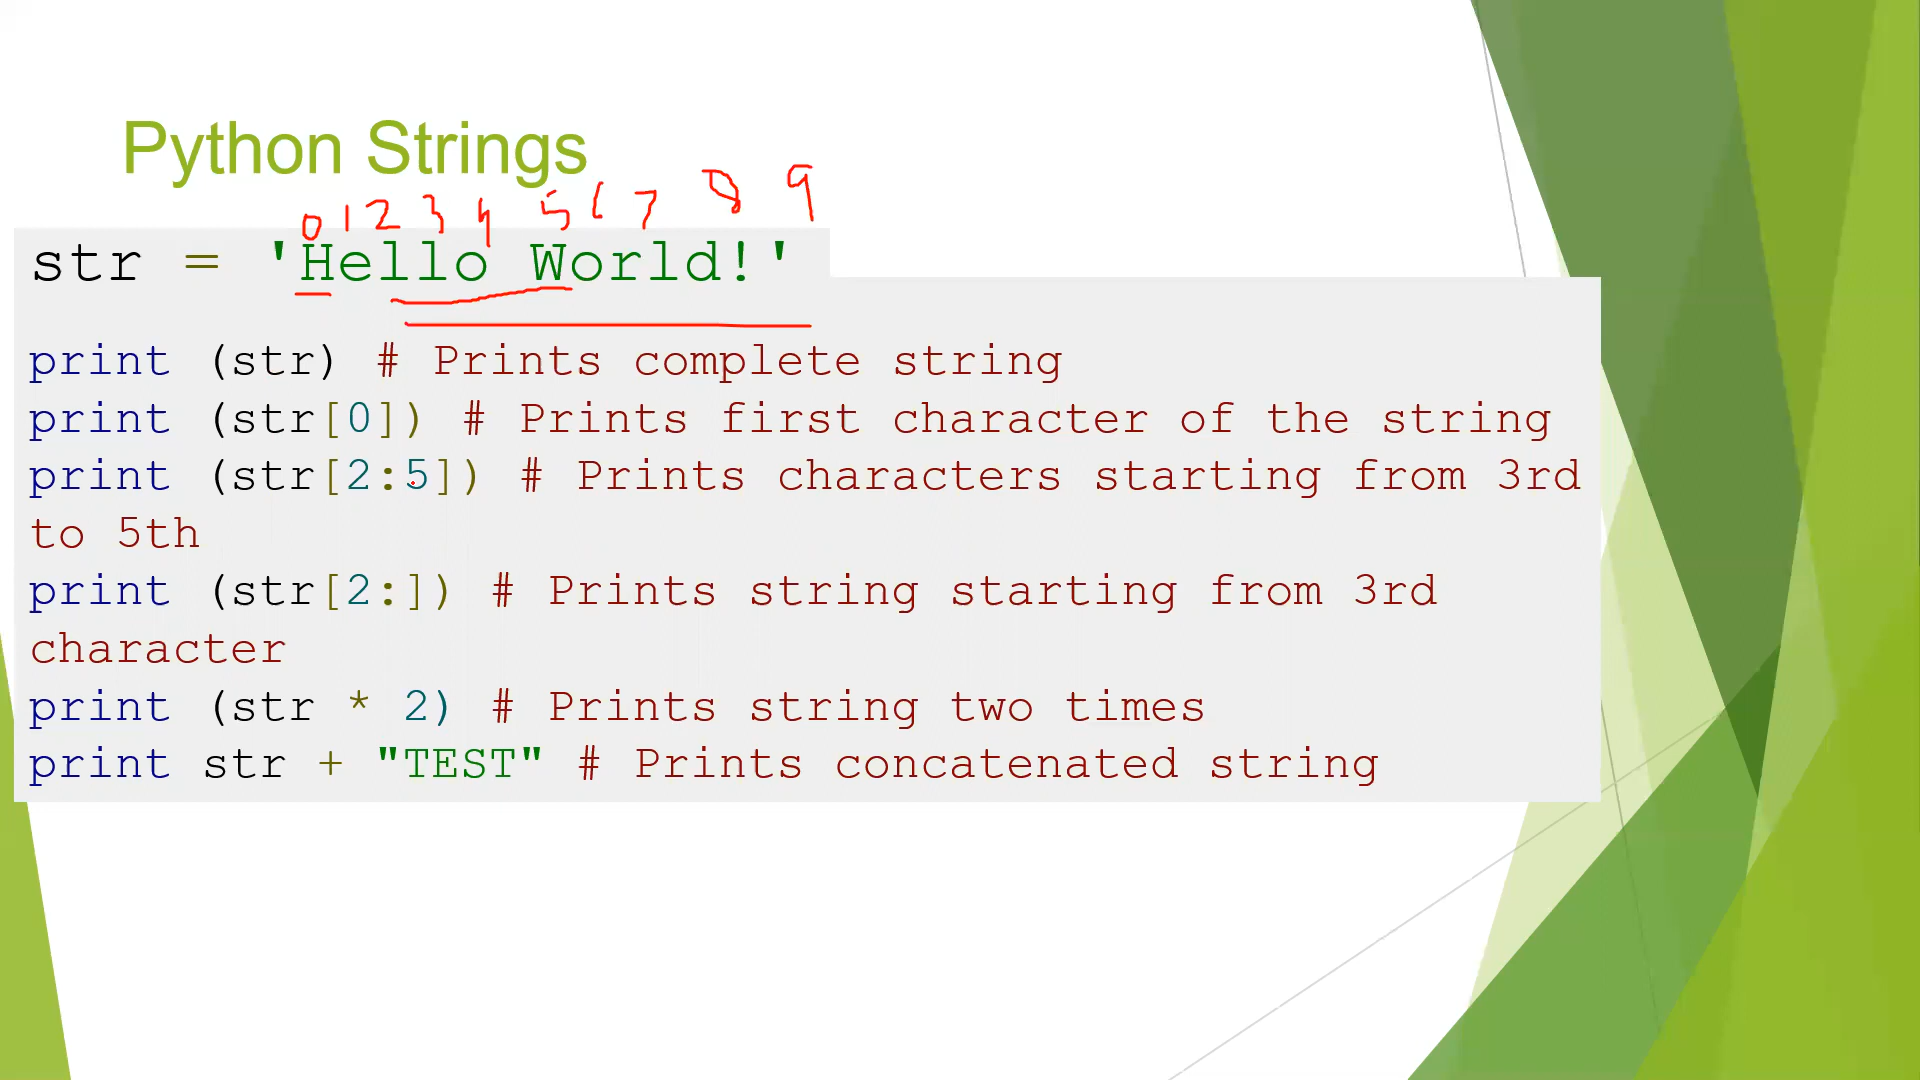 Python Strings
0 1 2 3 4 5 6 7 8 9
str = 'Hello World!'
print (str) # Prints complete string
print (str[0]) # Prints first character of the string
print (str[2:5]) # Prints characters starting from 3rd
to 5th
print (str[2:]) # Prints string starting from 3rd
character
print (str * 2) # Prints string two times
print str + "TEST" # Prints concatenated string